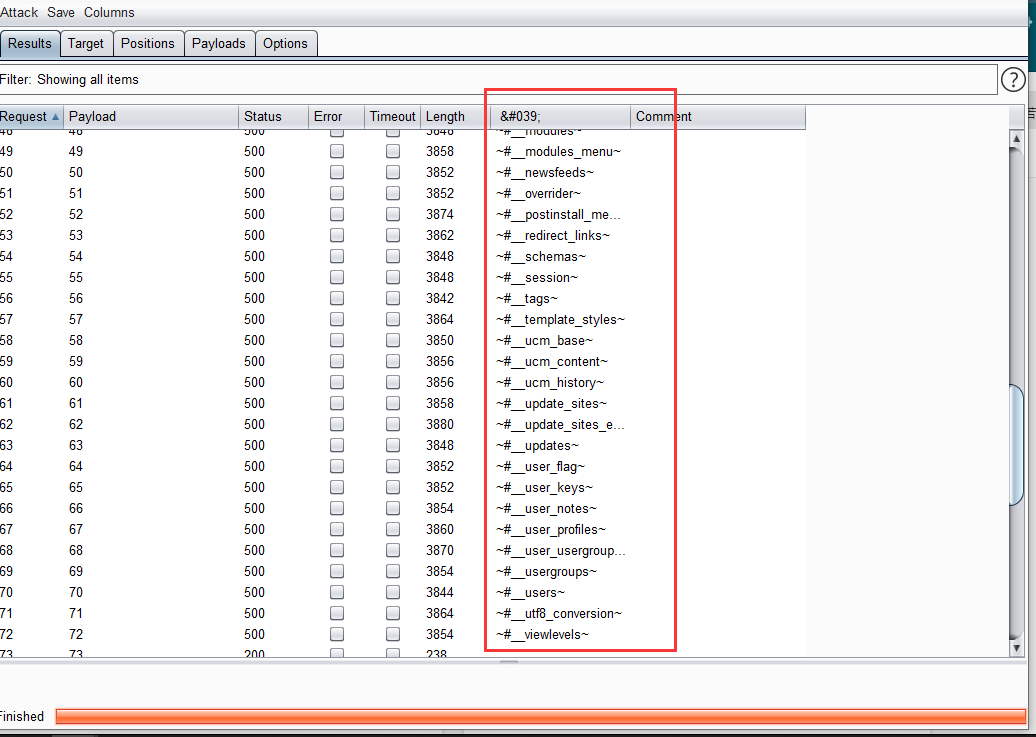 Attack Save Columns
Results Target Positions Payloads Options
Filter: Showing all items ?
Request Payload Status Error Timeout Length &#039; Comment
48 48 500 3848 ~#__modules~
49 49 500 3858 ~#__modules_menu~
50 50 500 3852 ~#__newsfeeds~
51 51 500 3852 ~#__overrider~
52 52 500 3874 ~#__postinstall_me...
53 53 500 3862 ~#__redirect_links~
54 54 500 3848 ~#__schemas~
55 55 500 3848 ~#__session~
56 56 500 3842 ~#__tags~
57 57 500 3864 ~#__template_styles~
58 58 500 3850 ~#__ucm_base~
59 59 500 3856 ~#__ucm_content~
60 60 500 3856 ~#__ucm_history~
61 61 500 3858 ~#__update_sites~
62 62 500 3880 ~#__update_sites_e...
63 63 500 3848 ~#__updates~
64 64 500 3852 ~#__user_flag~
65 65 500 3852 ~#__user_keys~
66 66 500 3854 ~#__user_notes~
67 67 500 3860 ~#__user_profiles~
68 68 500 3870 ~#__user_usergroup...
69 69 500 3854 ~#__usergroups~
70 70 500 3844 ~#__users~
71 71 500 3864 ~#__utf8_conversion~
72 72 500 3854 ~#__viewlevels~
73 73 200 238
Finished